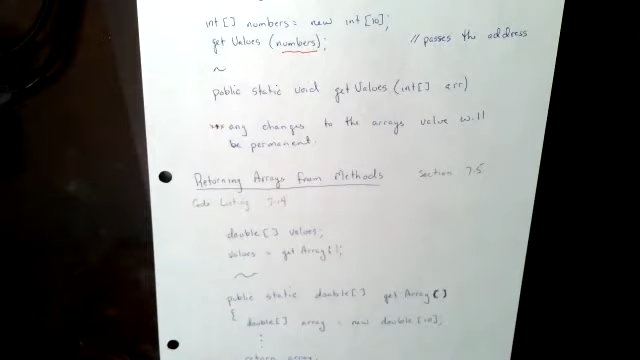 int[] numbers = new int[10];
getValues(numbers); // passes the address
~
public static void getValues(int[] arr)
*** any changes to the arrays value will
be permanent.
Returning Arrays from Methods Section 7.5
Code Listing
double[] values;
values = getArray();
~
public static double[] getArray()
{ double[] array = new double[10];
:
return array.